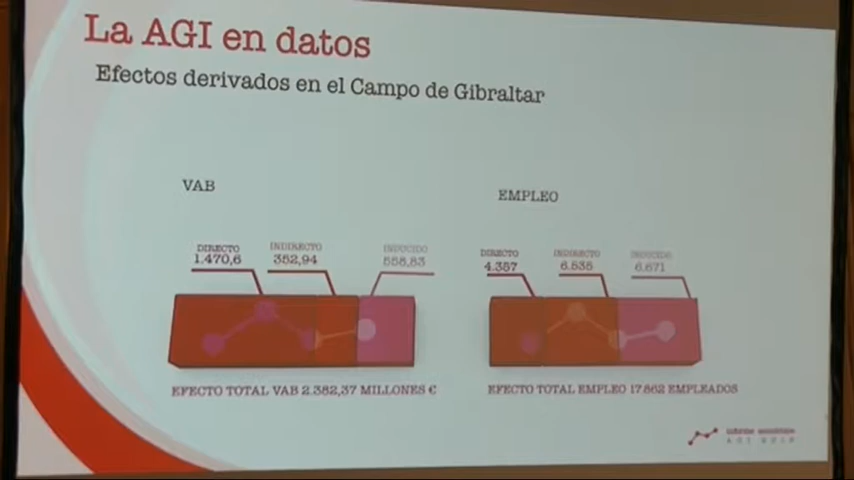 La AGI en datos
Efectos derivados en el Campo de Gibraltar
VAB
EMPLEO
DIRECTO
1.470,6
INDIRECTO
352,94
INDUCIDO
558,83
DIRECTO
4.357
INDIRECTO
6.535
INDUCIDO
6.671
EFECTO TOTAL VAB 2.382,37 MILLONES €
EFECTO TOTAL EMPLEO 17.562 EMPLEADOS